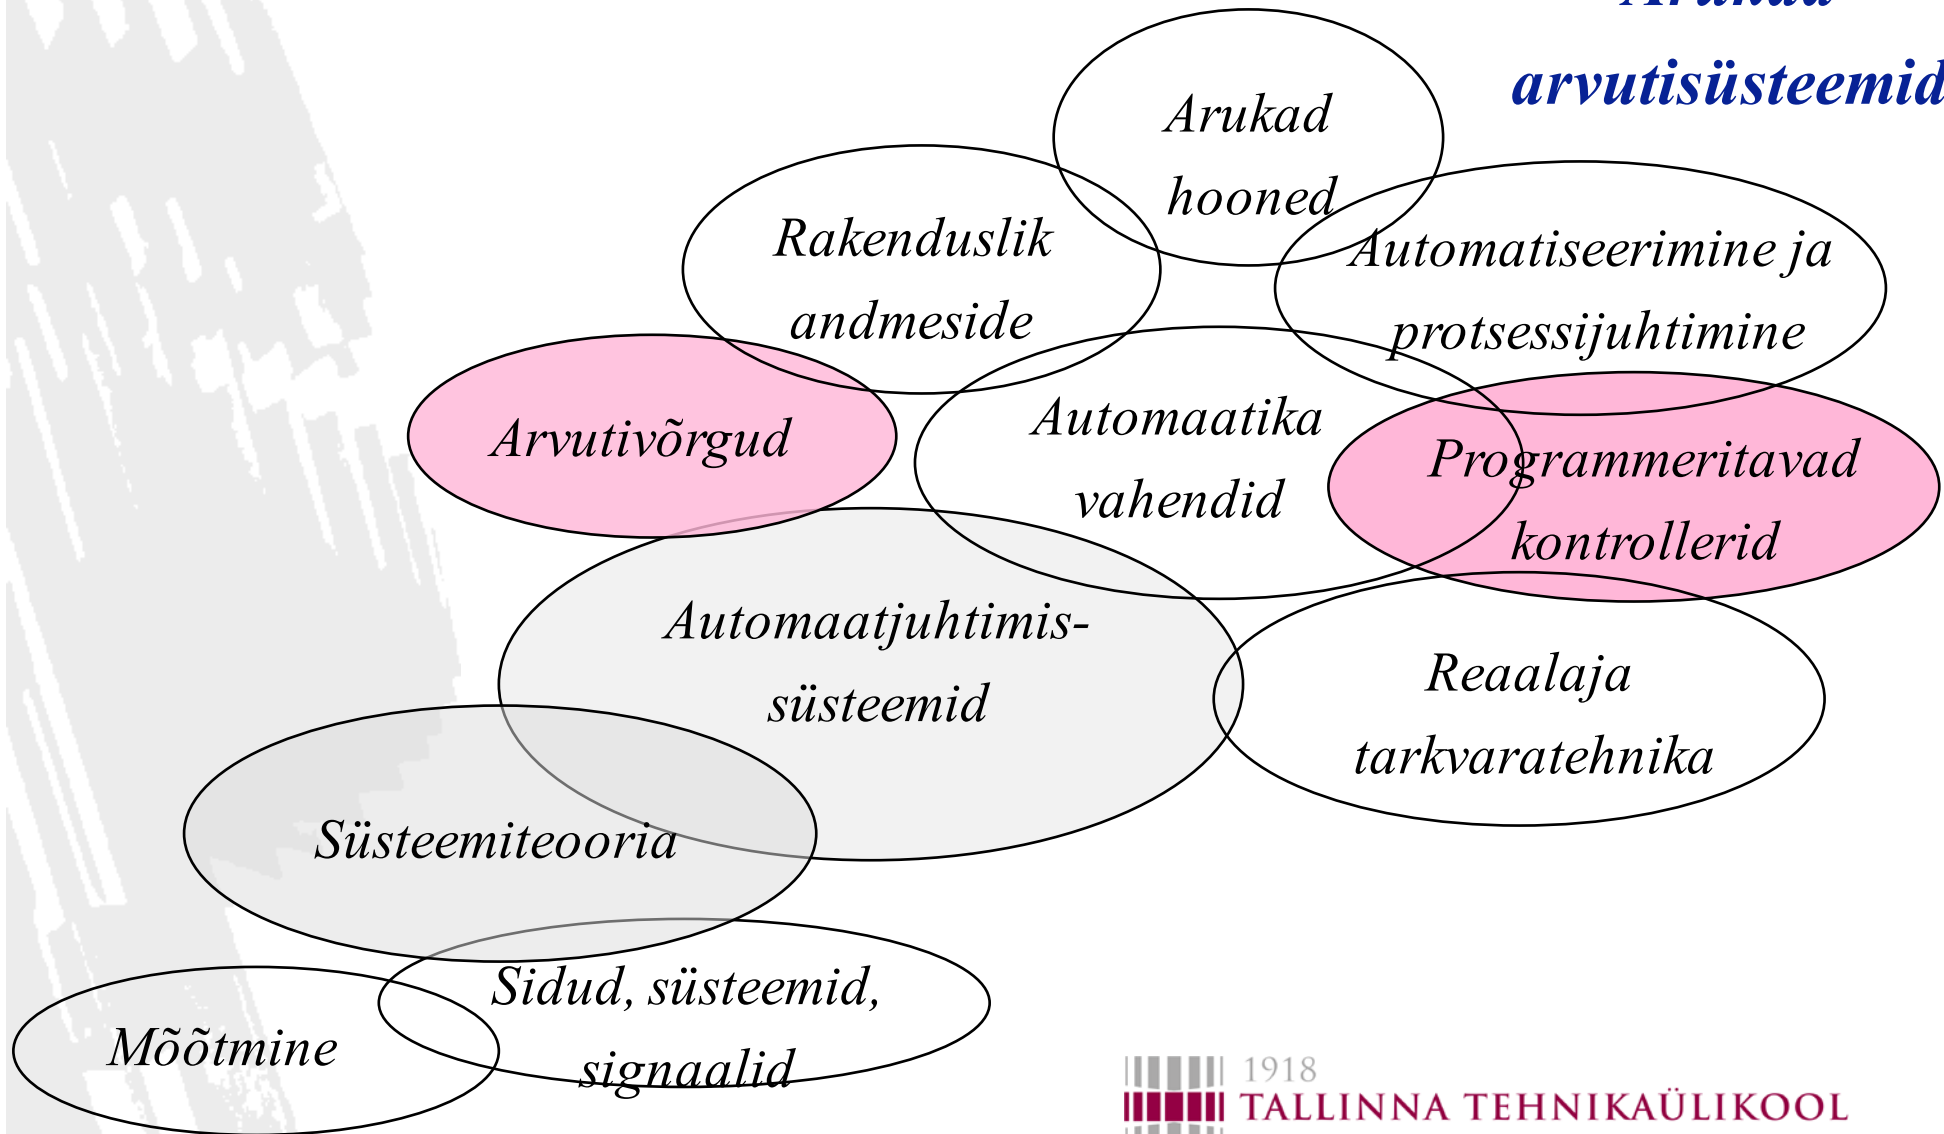 arvutisüsteemid
Arukad
hooned
Rakenduslik
andmeside
Automatiseerimine ja
protsessijuhtimine
Arvutivõrgud
Automaatika
vahendid
Programmeritavad
kontrollerid
Automaatjuhtimis-
süsteemid
Reaalaja
tarkvaratehnika
Süsteemiteooria
Sidud, süsteemid,
signaalid
Mõõtmine
1918
TALLINNA TEHNIKAÜLIKOOL